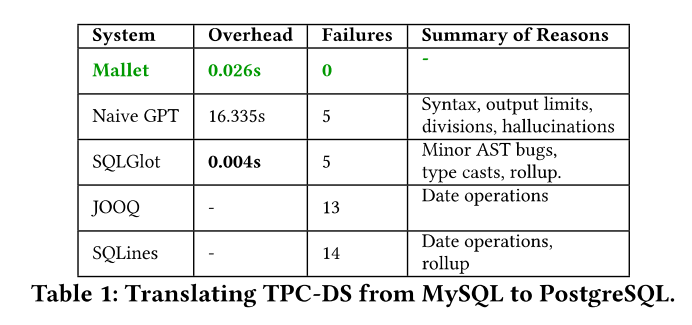 System Overhead Failures Summary of Reasons
Mallet 0.026s 0 -
Naive GPT 16.335s 5 Syntax, output limits,
divisions, hallucinations
SQLGlot 0.004s 5 Minor AST bugs,
type casts, rollup.
JOOQ - 13 Date operations
SQLines - 14 Date operations,
rollup
Table 1: Translating TPC-DS from MySQL to PostgreSQL.